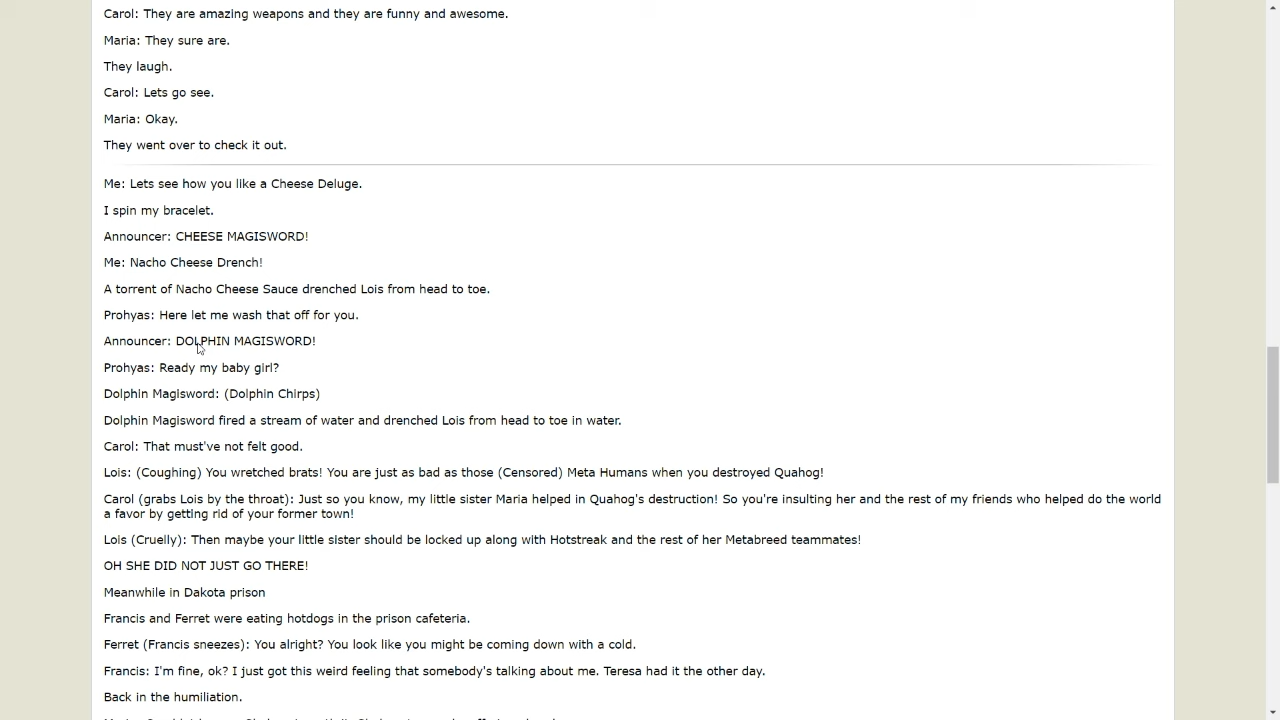 Carol: They are amazing weapons and they are funny and awesome.
Maria: They sure are.
They laugh.
Carol: Lets go see.
Maria: Okay.
They went over to check it out.
Me: Lets see how you like a Cheese Deluge.
I spin my bracelet.
Announcer: CHEESE MAGISWORD!
Me: Nacho Cheese Drench!
A torrent of Nacho Cheese Sauce drenched Lois from head to toe.
Prohyas: Here let me wash that off for you.
Announcer: DOLPHIN MAGISWORD!
Prohyas: Ready my baby girl?
Dolphin Magisword: (Dolphin Chirps)
Dolphin Magisword fired a stream of water and drenched Lois from head to toe in water.
Carol: That must've not felt good.
Lois: (Coughing) You wretched brats! You are just as bad as those (Censored) Meta Humans when you destroyed Quahog!
Carol (grabs Lois by the throat): Just so you know, my little sister Maria helped in Quahog's destruction! So you're insulting her and the rest of my friends who helped do the world
a favor by getting rid of your former town!
Lois (Cruelly): Then maybe your little sister should be locked up along with Hotstreak and the rest of her Metabreed teammates!
OH SHE DID NOT JUST GO THERE!
Meanwhile in Dakota prison
Francis and Ferret were eating hotdogs in the prison cafeteria.
Ferret (Francis sneezes): You alright? You look like you might be coming down with a cold.
Francis: I'm fine, ok? I just got this weird feeling that somebody's talking about me. Teresa had it the other day.
Back in the humiliation.